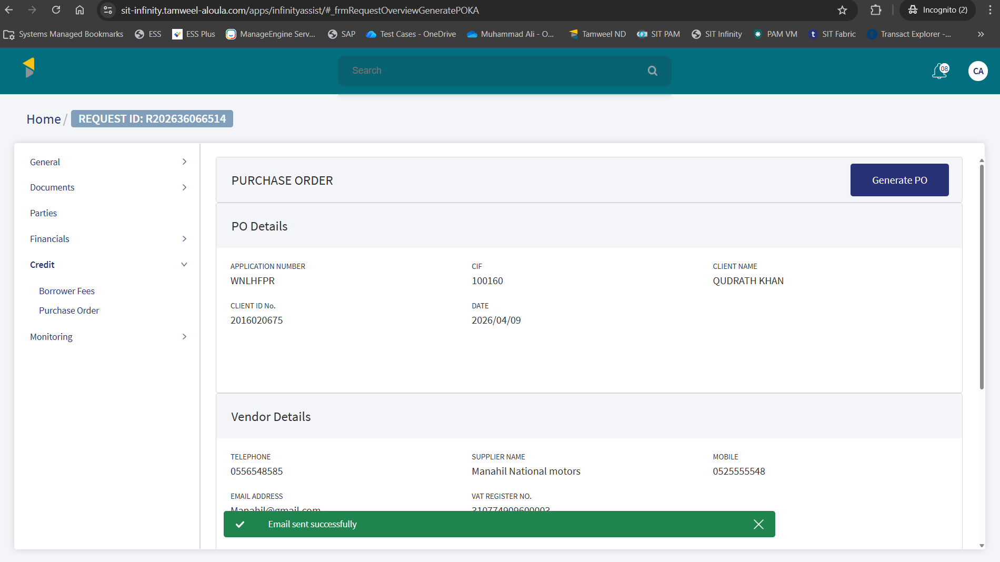 sit-infinity.tamweel-aloula.com/apps/infinityassist/#_frmRequestOverviewGeneratePOKA
Incognito (2)
Systems Managed Bookmarks
ESS
ESS Plus
ManageEngine Serv...
SAP
Test Cases - OneDrive
Muhammad Ali - O...
Tamweel ND
SIT PAM
SIT Infinity
PAM VM
SIT Fabric
Transact Explorer -...
Search
08
CA
Home / REQUEST ID: R202636066514
General
Documents
Parties
Financials
Credit
Borrower Fees
Purchase Order
Monitoring
PURCHASE ORDER
Generate PO
PO Details
APPLICATION NUMBER
WNLHFPR
CIF
100160
CLIENT NAME
QUDRATH KHAN
CLIENT ID No.
2016020675
DATE
2026/04/09
Vendor Details
TELEPHONE
0556548585
SUPPLIER NAME
Manahil National motors
MOBILE
0525555548
EMAIL ADDRESS
Manahil@gmail.com
VAT REGISTER NO.
310774909600003
Email sent successfully